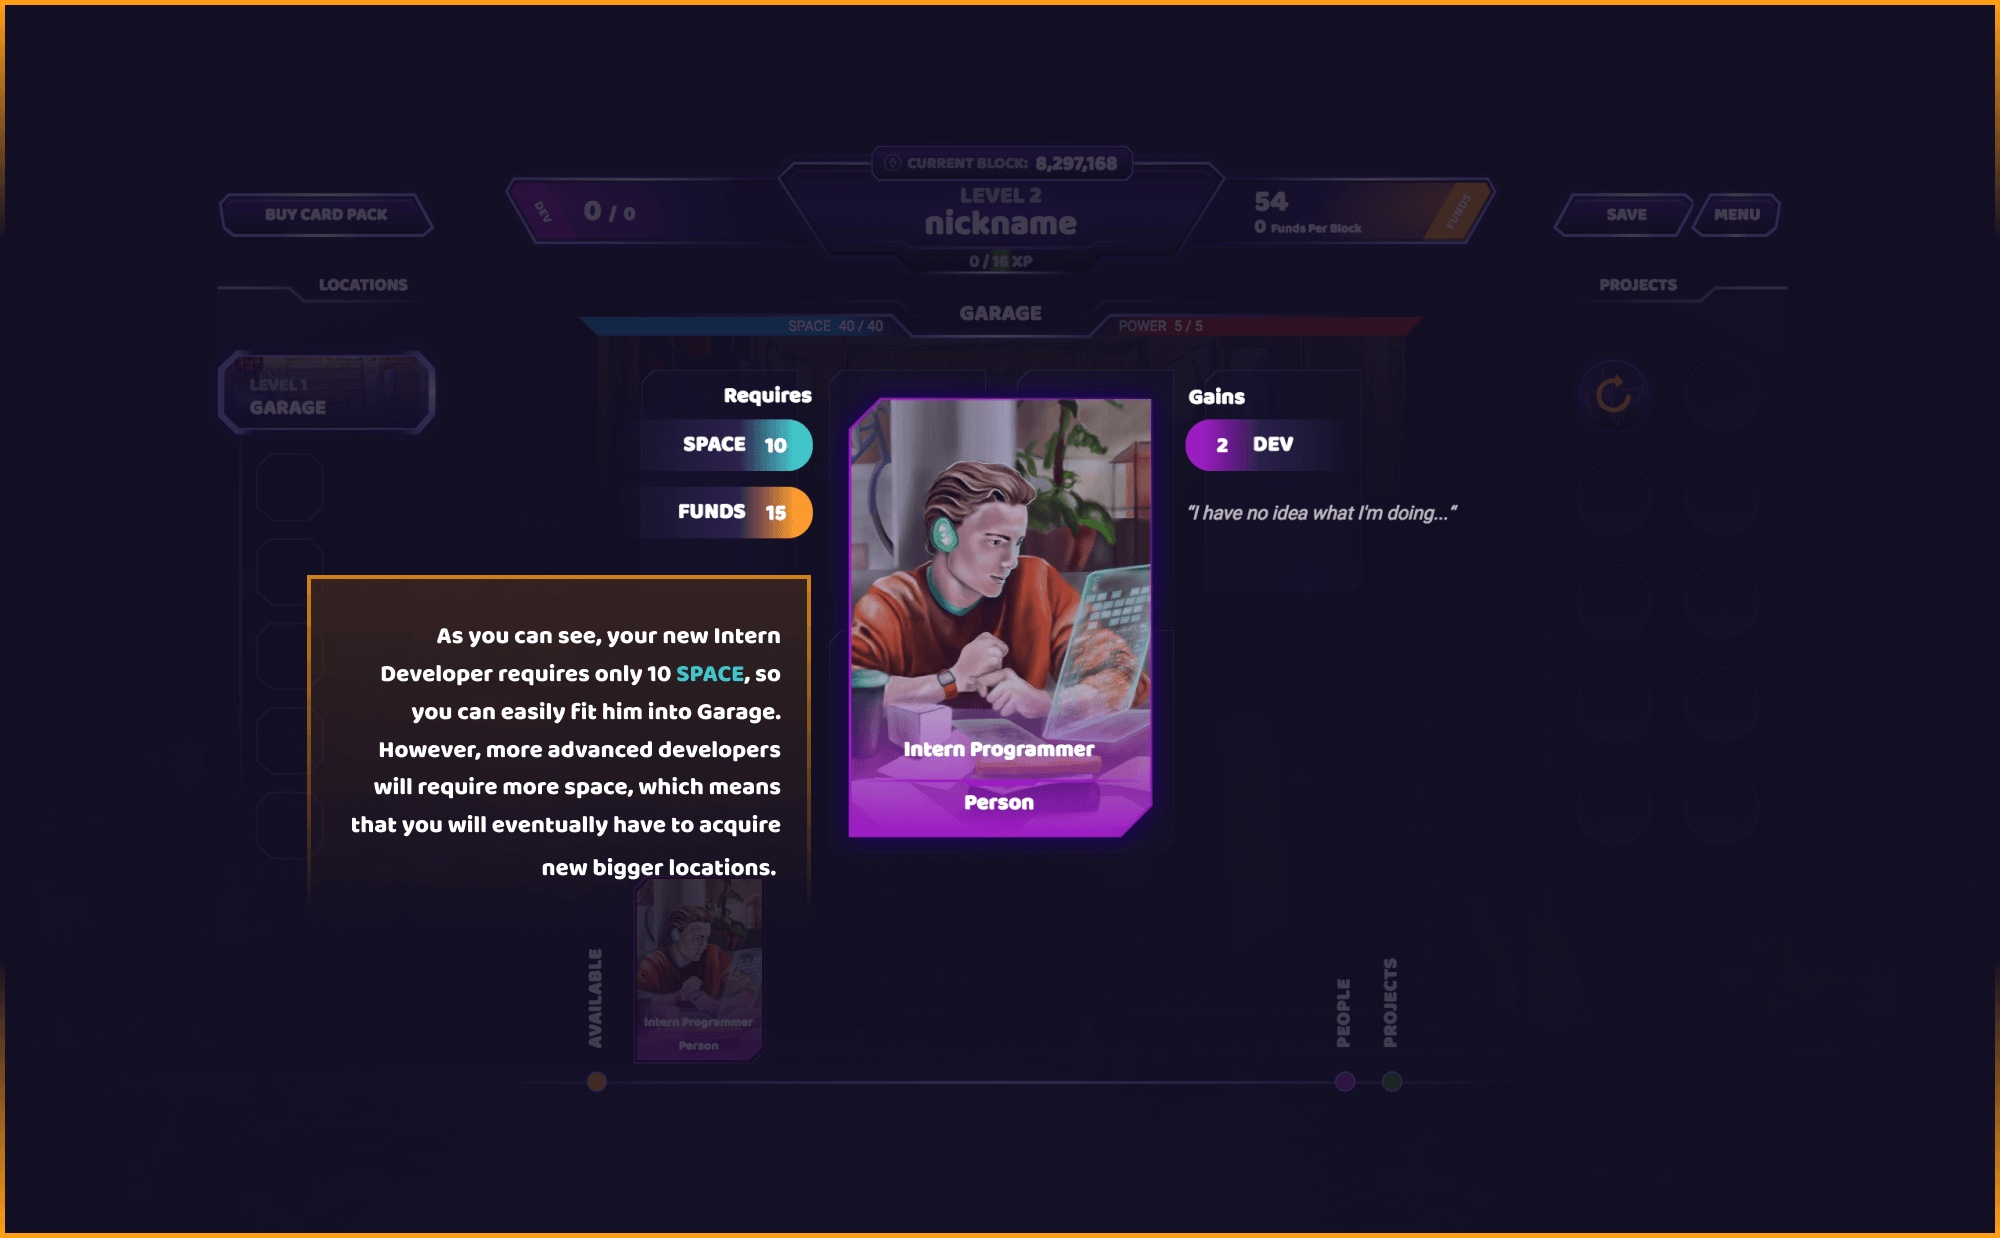 CURRENT BLOCK: 8,297,168
BUY CARD PACK
DEV
0 / 0
LEVEL 2
nickname
0 / 16 XP
54
0 Funds Per Block
FUNDS
SAVE
MENU
LOCATIONS
PROJECTS
GARAGE
SPACE 40 / 40
POWER 5 / 5
LEVEL 1
GARAGE
Requires
SPACE 10
FUNDS 15
Gains
2 DEV
"I have no idea what I'm doing..."
Intern Programmer
Person
As you can see, your new Intern
Developer requires only 10 SPACE, so
you can easily fit him into Garage.
However, more advanced developers
will require more space, which means
that you will eventually have to acquire
new bigger locations.
AVAILABLE
Intern Programmer
Person
PEOPLE
PROJECTS